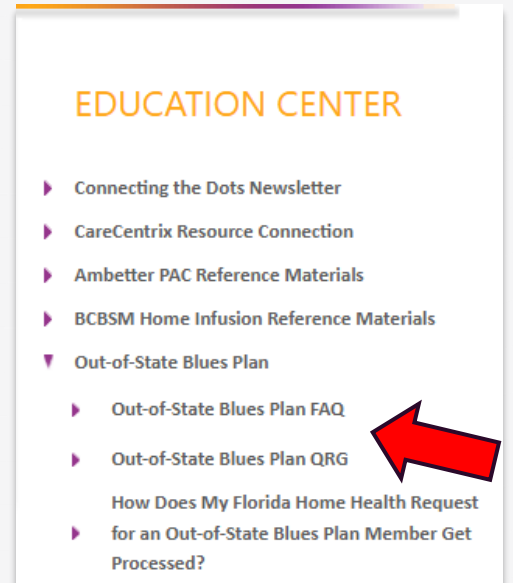 EDUCATION CENTER
Connecting the Dots Newsletter
CareCentrix Resource Connection
Ambetter PAC Reference Materials
BCBSM Home Infusion Reference Materials
Out-of-State Blues Plan
Out-of-State Blues Plan FAQ
Out-of-State Blues Plan QRG
How Does My Florida Home Health Request
for an Out-of-State Blues Plan Member Get
Processed?